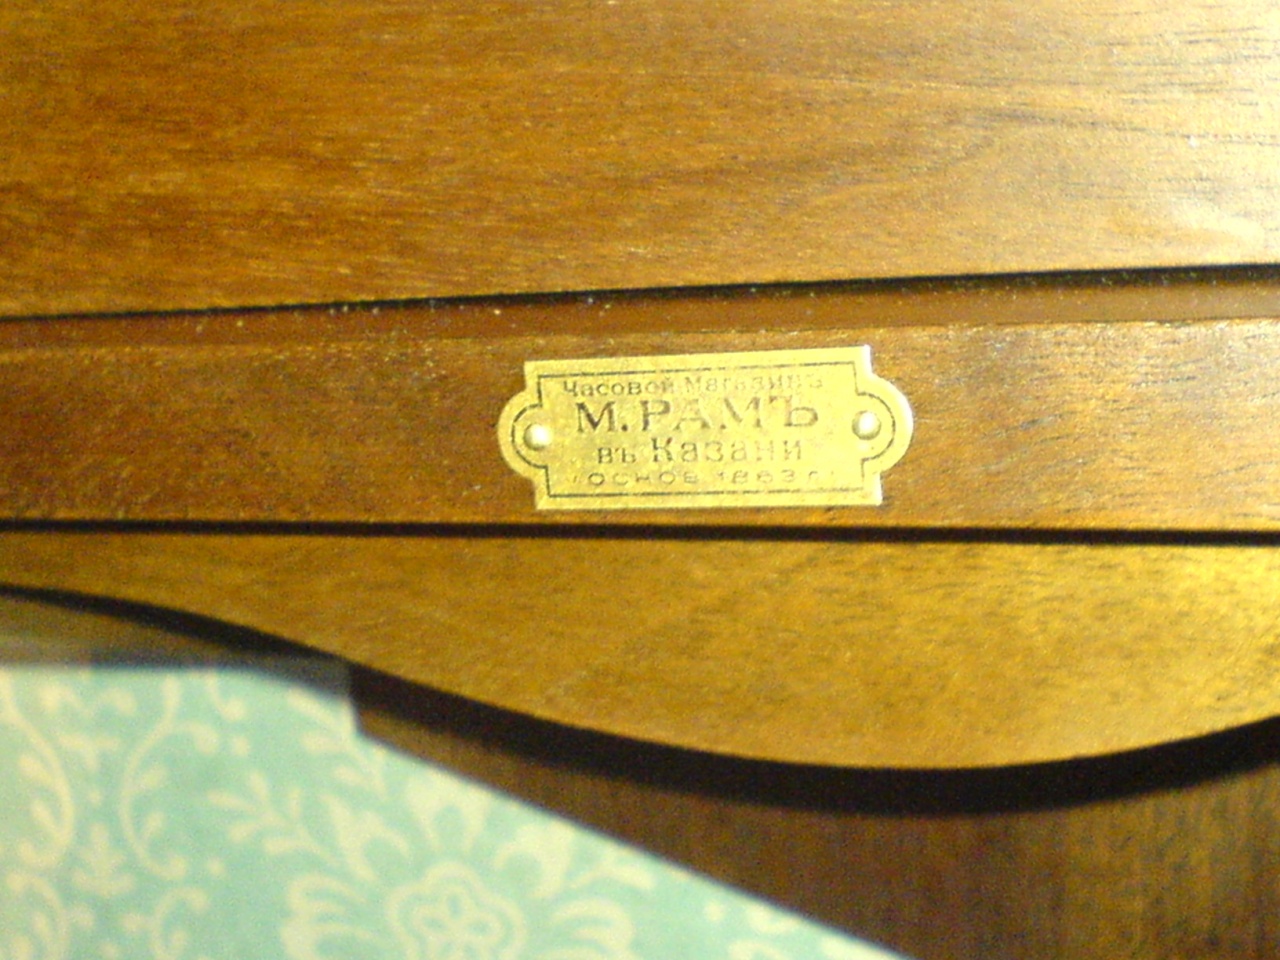 Часовой Магазинъ
М. РАМЪ
въ Казани
ОСНОВ. 1863 г.